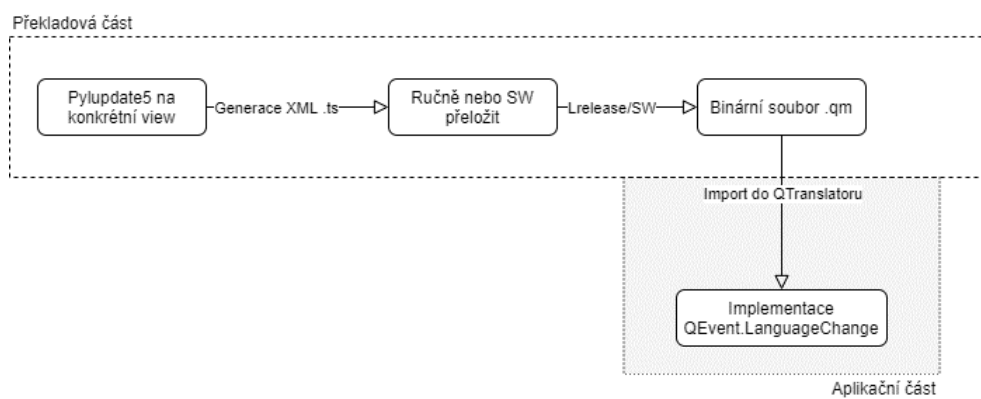 Překladová část
Pylupdate5 na
konkrétní view
Generace XML .ts
Ručně nebo SW
přeložit
Lrelease/SW
Binární soubor .qm
Import do QTranslatoru
Implementace
QEvent.LanguageChange
Aplikační část